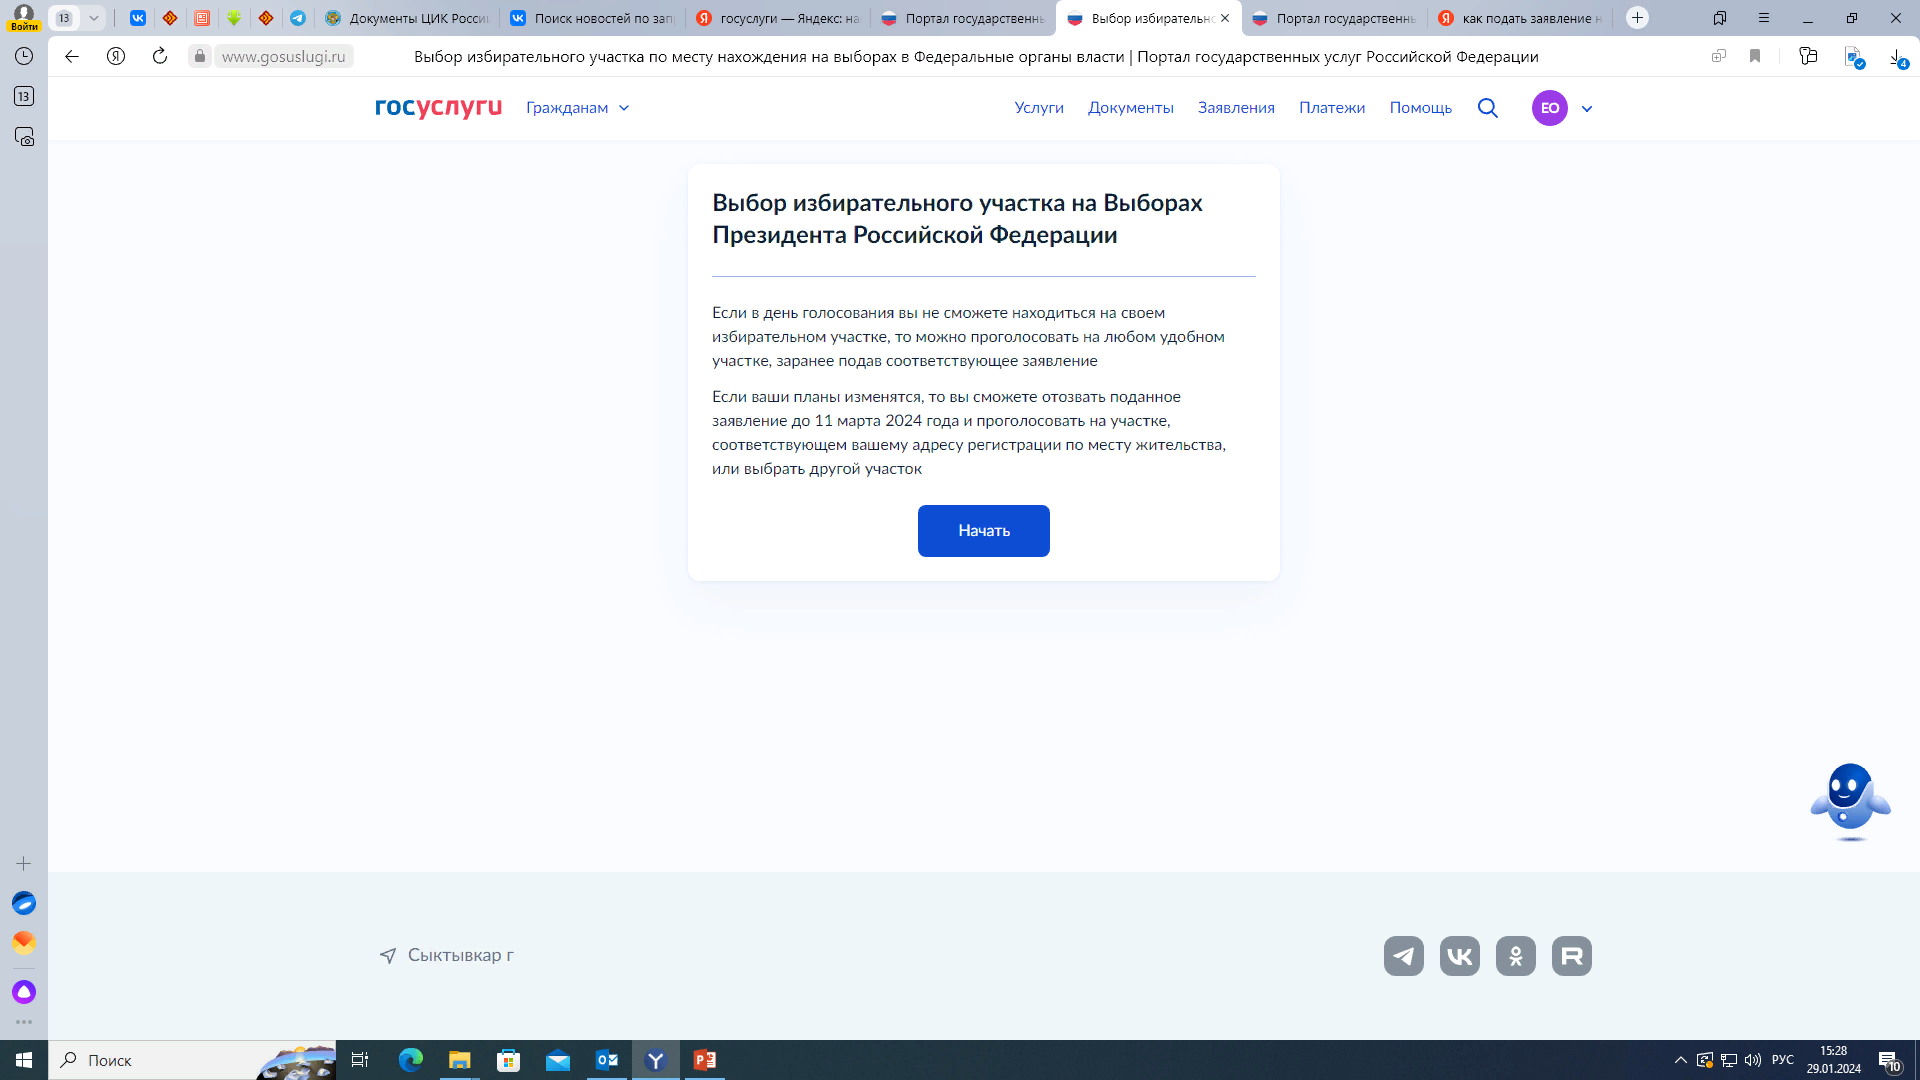 Войти
13
Документы ЦИК Росси
Поиск новостей по зап
госуслуги — Яндекс: на
Портал государственнь
Выбор избирательнс
Портал государственнь
как подать заявление н
13
www.gosuslugi.ru
Выбор избирательного участка по месту нахождения на выборах в Федеральные органы власти | Портал государственных услуг Российской Федерации
4
госуслуги
Гражданам
Услуги
Документы
Заявления
Платежи
Помощь
ЕО
Выбор избирательного участка на Выборах
Президента Российской Федерации
Если в день голосования вы не сможете находиться на своем
избирательном участке, то можно проголосовать на любом удобном
участке, заранее подав соответствующее заявление
Если ваши планы изменятся, то вы сможете отозвать поданное
заявление до 11 марта 2024 года и проголосовать на участке,
соответствующем вашему адресу регистрации по месту жительства,
или выбрать другой участок
Начать
Сыктывкар г
Поиск
РУС
15:28
29.01.2024
10